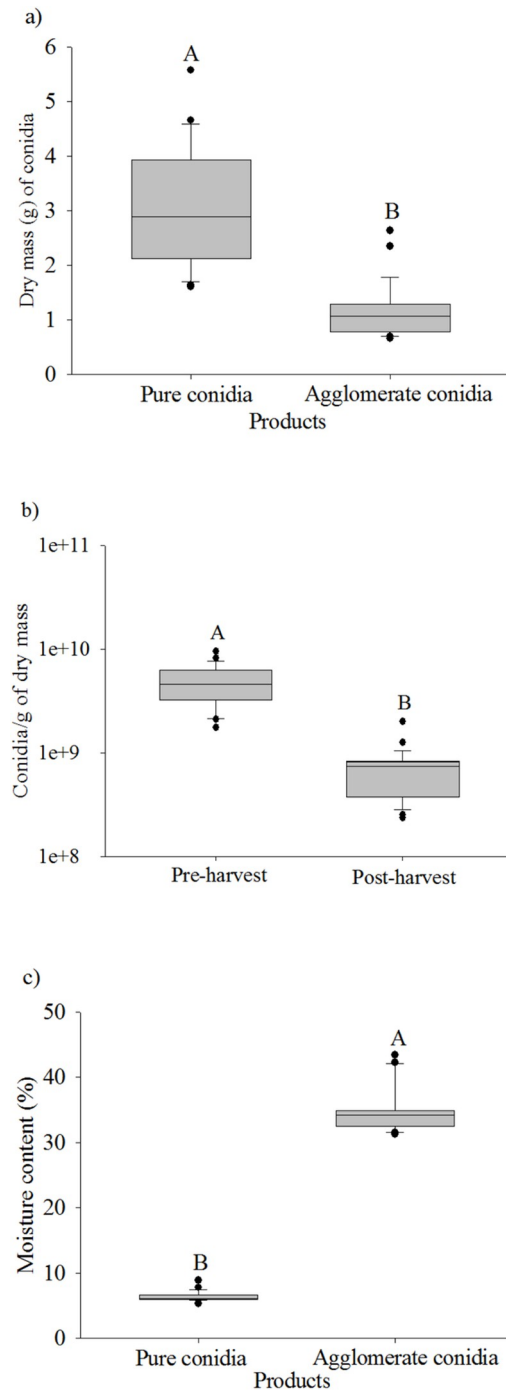 a)
A
6
5
4
3
2
1
0
B
Dry mass (g) of conidia
Pure conidia Agglomerate conidia
Products
b)
1e+11
1e+10
1e+9
1e+8
A
B
Conidia/g of dry mass
Pre-harvest Post-harvest
c)
50
40
30
20
10
0
A
B
Moisture content (%)
Pure conidia Agglomerate conidia
Products